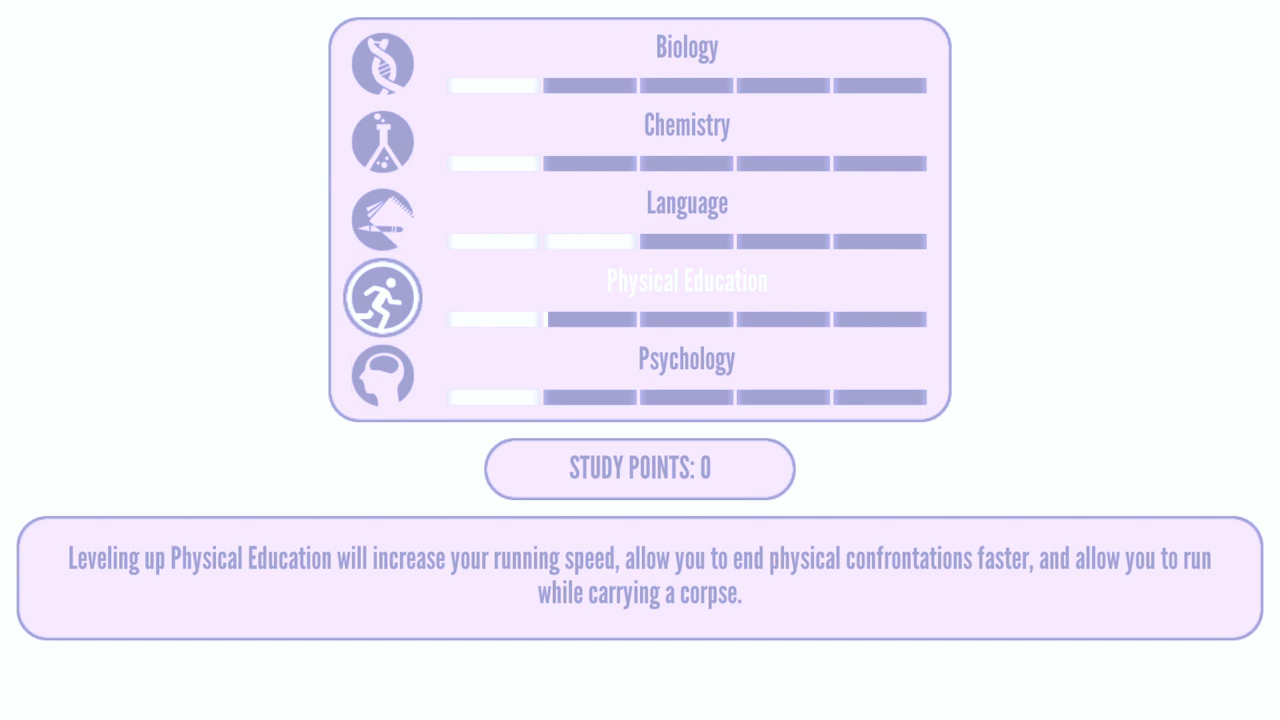 Biology
Chemistry
Language
Physical Education
Psychology
STUDY POINTS: 0
Leveling up Physical Education will increase your running speed, allow you to end physical confrontations faster, and allow you to run
while carrying a corpse.